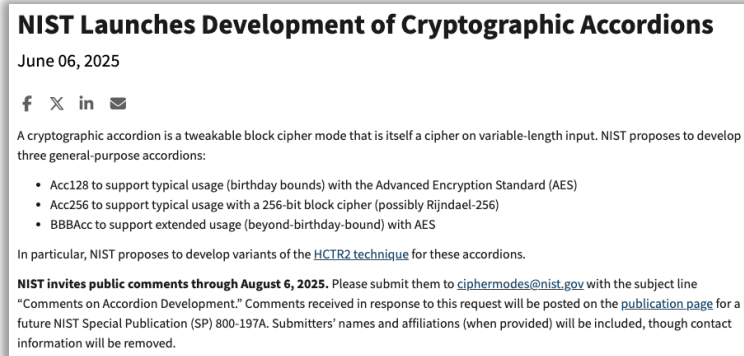 NIST Launches Development of Cryptographic Accordions
June 06, 2025
A cryptographic accordion is a tweakable block cipher mode that is itself a cipher on variable-length input. NIST proposes to develop
three general-purpose accordions:
• Acc128 to support typical usage (birthday bounds) with the Advanced Encryption Standard (AES)
• Acc256 to support typical usage with a 256-bit block cipher (possibly Rijndael-256)
• BBBAcc to support extended usage (beyond-birthday-bound) with AES
In particular, NIST proposes to develop variants of the HCTR2 technique for these accordions.
NIST invites public comments through August 6, 2025. Please submit them to ciphermodes@nist.gov with the subject line
“Comments on Accordion Development.” Comments received in response to this request will be posted on the publication page for a
future NIST Special Publication (SP) 800-197A. Submitters’ names and affiliations (when provided) will be included, though contact
information will be removed.